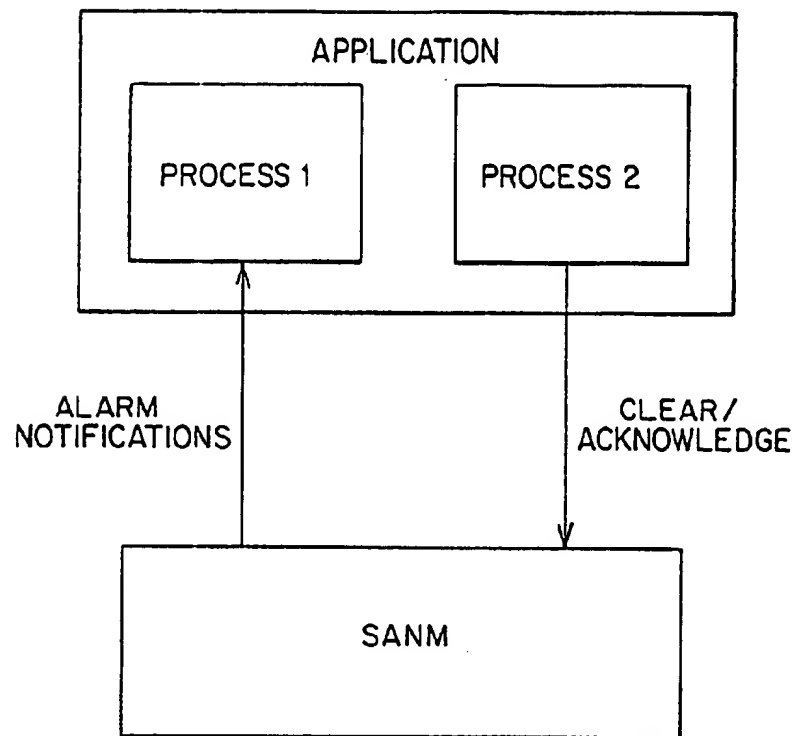 APPLICATION
PROCESS 1
PROCESS 2
ALARM
NOTIFICATIONS
CLEAR/
ACKNOWLEDGE
SANM